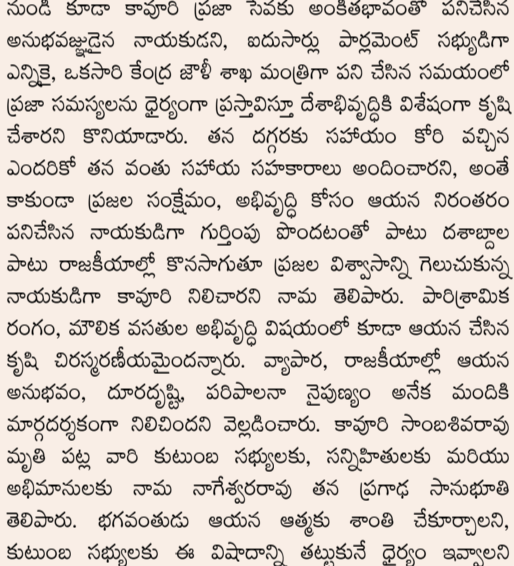 నుండి కూడా కావూరి ప్రజా సేవకు అంకితభావంతో పనిచేసిన
అనుభవజ్ఞుడైన నాయకుడని, ఐదుసార్లు పార్లమెంట్ సభ్యుడిగా
ఎన్నికై, ఒకసారి కేంద్ర జౌళి శాఖ మంత్రిగా పని చేసిన సమయంలో
ప్రజా సమస్యలను ధైర్యంగా ప్రస్తావిస్తూ దేశాభివృద్ధికి విశేషంగా కృషి
చేశారని కొనియాడారు. తన దగ్గరకు సహాయం కోరి వచ్చిన
ఎందరికో తన వంతు సహాయ సహకారాలు అందించారని, అంతే
కాకుండా ప్రజల సంక్షేమం, అభివృద్ధి కోసం ఆయన నిరంతరం
పనిచేసిన నాయకుడిగా గుర్తింపు పొందటంతో పాటు దశాబ్దాల
పాటు రాజకీయాల్లో కొనసాగుతూ ప్రజల విశ్వాసాన్ని గెలుచుకున్న
నాయకుడిగా కావూరి నిలిచారని నామ తెలిపారు. పారిశ్రామిక
రంగం, మౌలిక వసతుల అభివృద్ధి విషయంలో కూడా ఆయన చేసిన
కృషి చిరస్మరణీయమైందన్నారు. వ్యాపార, రాజకీయాల్లో ఆయన
అనుభవం, దూరదృష్టి, పరిపాలనా నైపుణ్యం అనేక మందికి
మార్గదర్శకంగా నిలిచిందని వెల్లడించారు. కావూరి సాంబశివరావు
మృతి పట్ల వారి కుటుంబ సభ్యులకు, సన్నిహితులకు మరియు
అభిమానులకు నామ నాగేశ్వరరావు తన ప్రగాఢ సానుభూతి
తెలిపారు. భగవంతుడు ఆయన ఆత్మకు శాంతి చేకూర్చాలని,
కుటుంబ సభ్యులకు ఈ విషాదాన్ని తట్టుకునే ధైర్యం ఇవ్వాలని